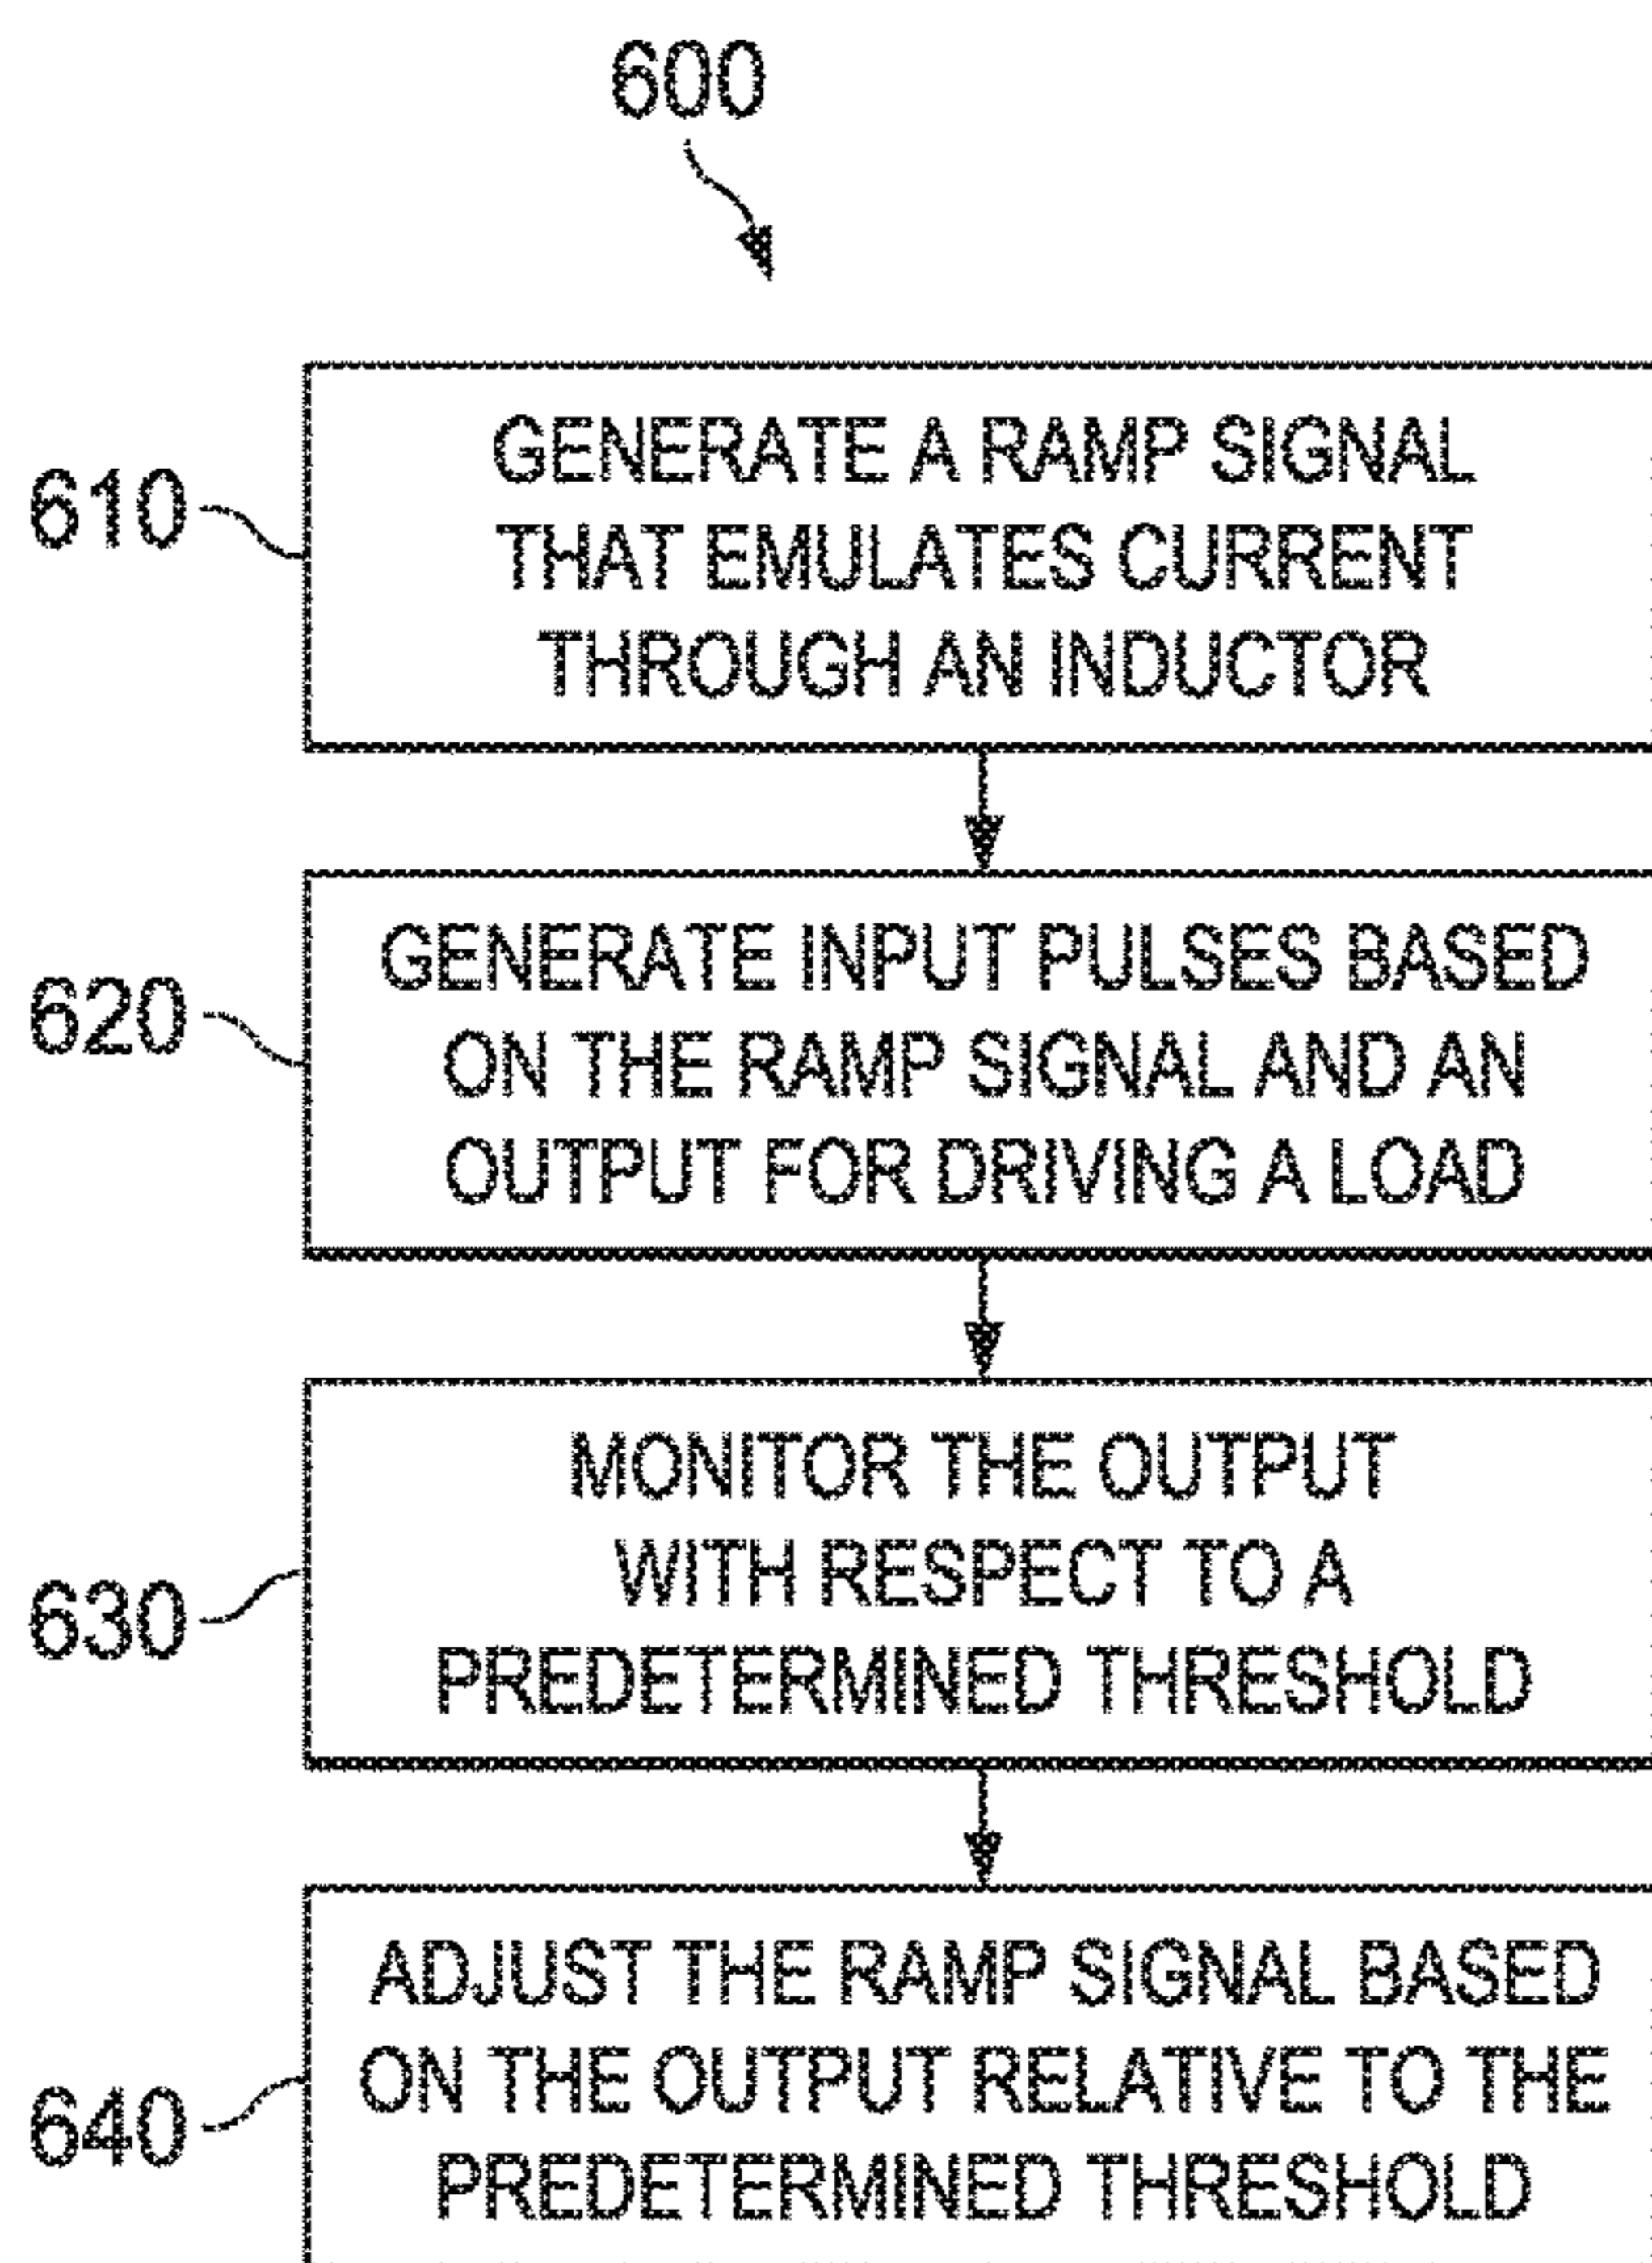 600
610
GENERATE A RAMP SIGNAL
THAT EMULATES CURRENT
THROUGH AN INDUCTOR
620
GENERATE INPUT PULSES BASED
ON THE RAMP SIGNAL AND AN
OUTPUT FOR DRIVING A LOAD
630
MONITOR THE OUTPUT
WITH RESPECT TO A
PREDETERMINED THRESHOLD
640
ADJUST THE RAMP SIGNAL BASED
ON THE OUTPUT RELATIVE TO THE
PREDETERMINED THRESHOLD